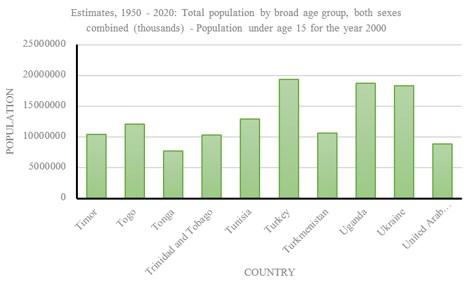 Estimates, 1950 - 2020: Total population by broad age group, both sexes
combined (thousands) - Population under age 15 for the year 2000
25000000
20000000
15000000
10000000
5000000
0
POPULATION
Timor
Togo
Tonga
Trinidad and Tobago
Tunisia
Turkey
Turkmenistan
Uganda
Ukraine
United Arab...
COUNTRY